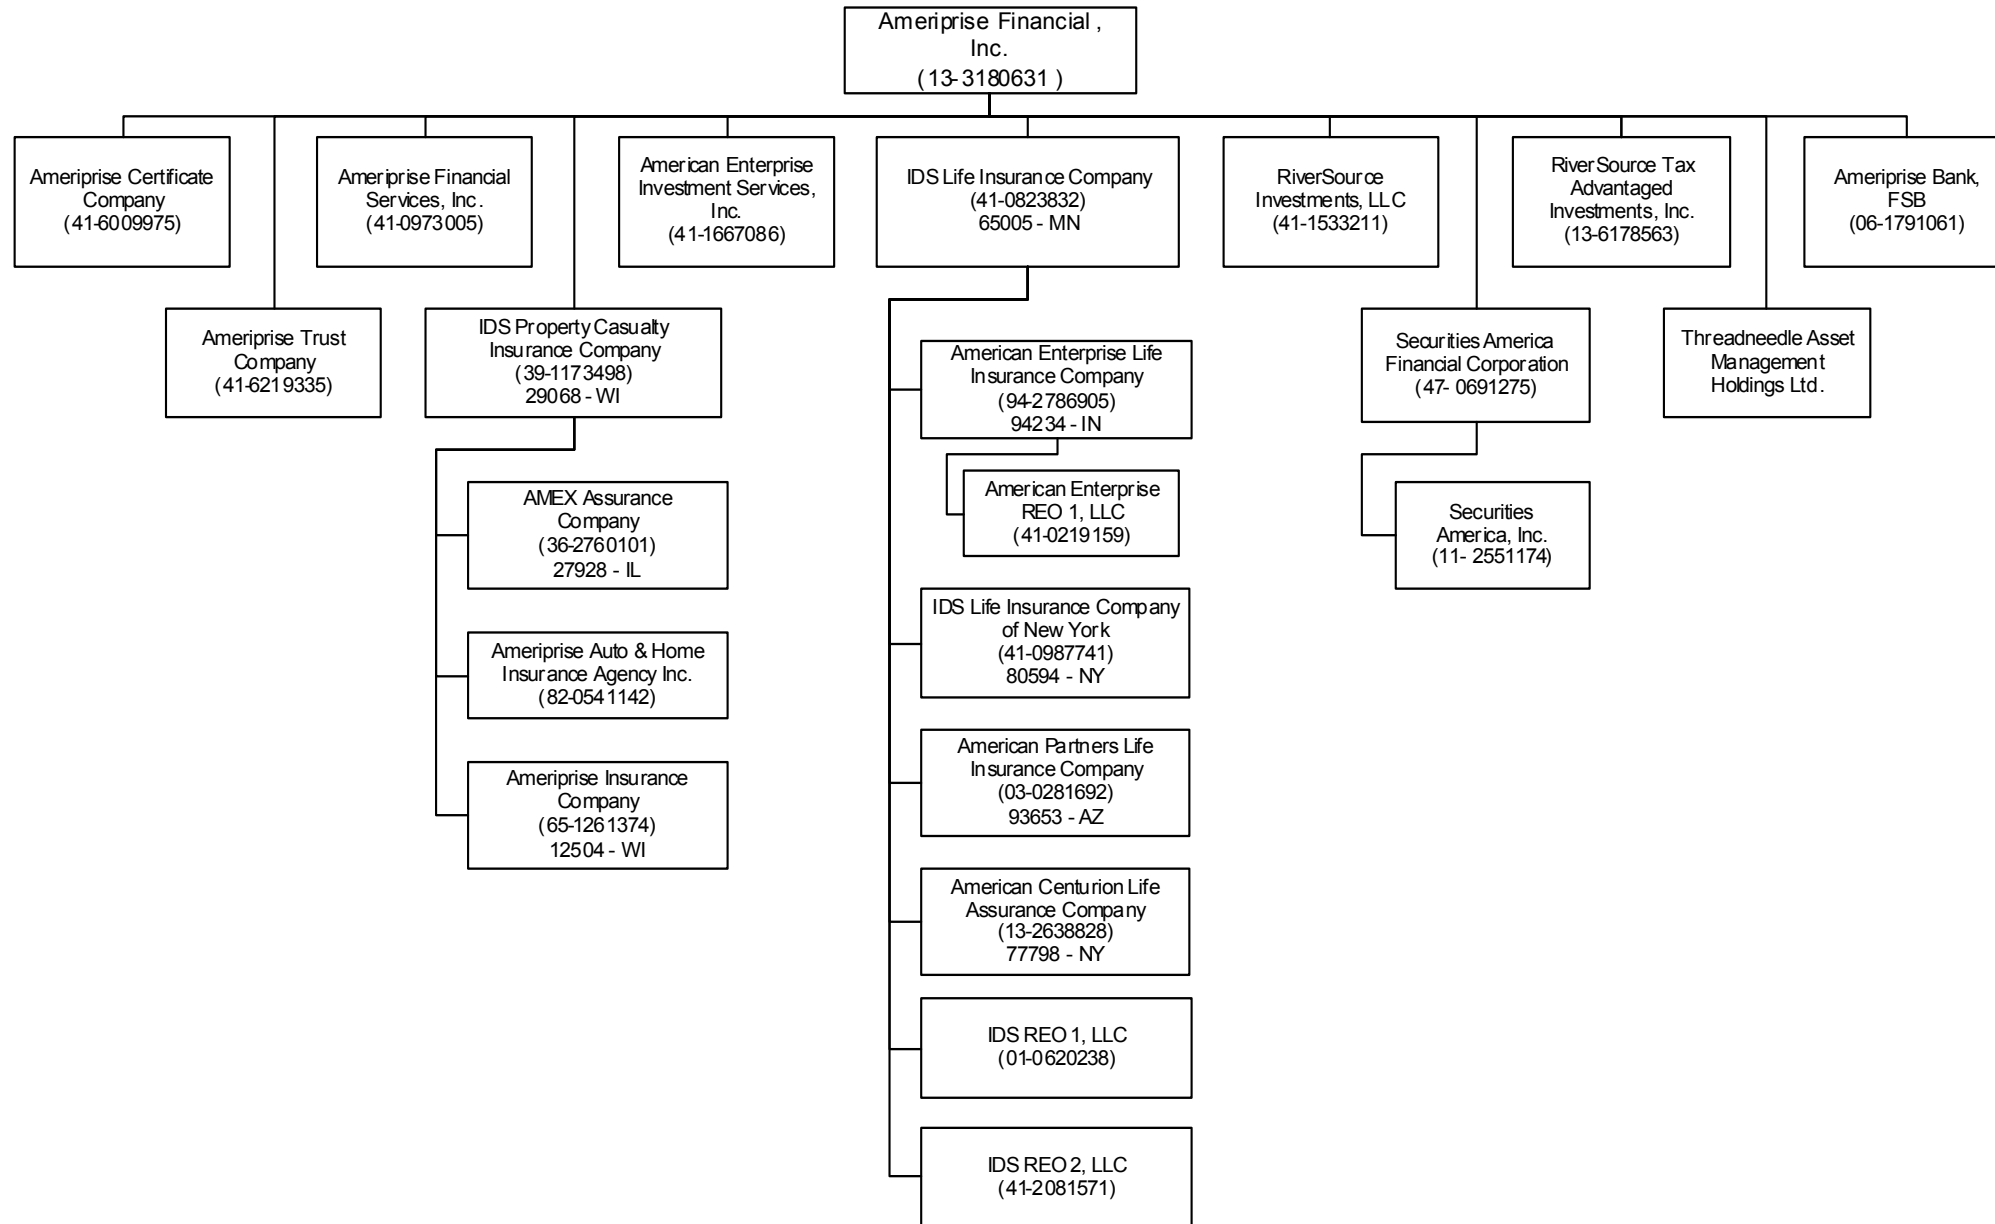 Ameriprise Financial ,
Inc.
(13-3180631 )
Ameriprise Certificate
Company
(41-6009975)
Ameriprise Financial
Services, Inc.
(41-0973005)
American Enterprise
Investment Services,
Inc.
(41-1667086)
IDS Life Insurance Company
(41-0823832)
65005 - MN
RiverSource
Investments, LLC
(41-1533211)
RiverSource Tax
Advantaged
Investments, Inc.
(13-6178563)
Ameriprise Bank,
FSB
(06-1791061)
Ameriprise Trust
Company
(41-6219335)
IDS Property Casualty
Insurance Company
(39-1173498)
29068 - WI
Securities America
Financial Corporation
(47- 0691275)
Threadneedle Asset
Management
Holdings Ltd.
AMEX Assurance
Company
(36-2760101)
27928 - IL
Ameriprise Auto & Home
Insurance Agency Inc.
(82-0541142)
Ameriprise Insurance
Company
(65-1261374)
12504 - WI
American Enterprise Life
Insurance Company
(94-2786905)
94234 - IN
American Enterprise
REO 1, LLC
(41-0219159)
IDS Life Insurance Company
of New York
(41-0987741)
80594 - NY
American Partners Life
Insurance Company
(03-0281692)
93653 - AZ
American Centurion Life
Assurance Company
(13-2638828)
77798 - NY
IDS REO 1, LLC
(01-0620238)
IDS REO 2, LLC
(41-2081571)
Securities
America, Inc.
(11- 2551174)